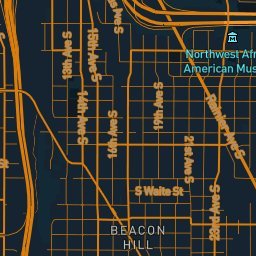 Northwest Afri
American Mus
13th Ave S
15th Ave S
14th Ave S
16th Ave S
19th Ave S
Rainier Ave S
21st Ave S
S Waite St
23rd Ave S
BEACON
HILL